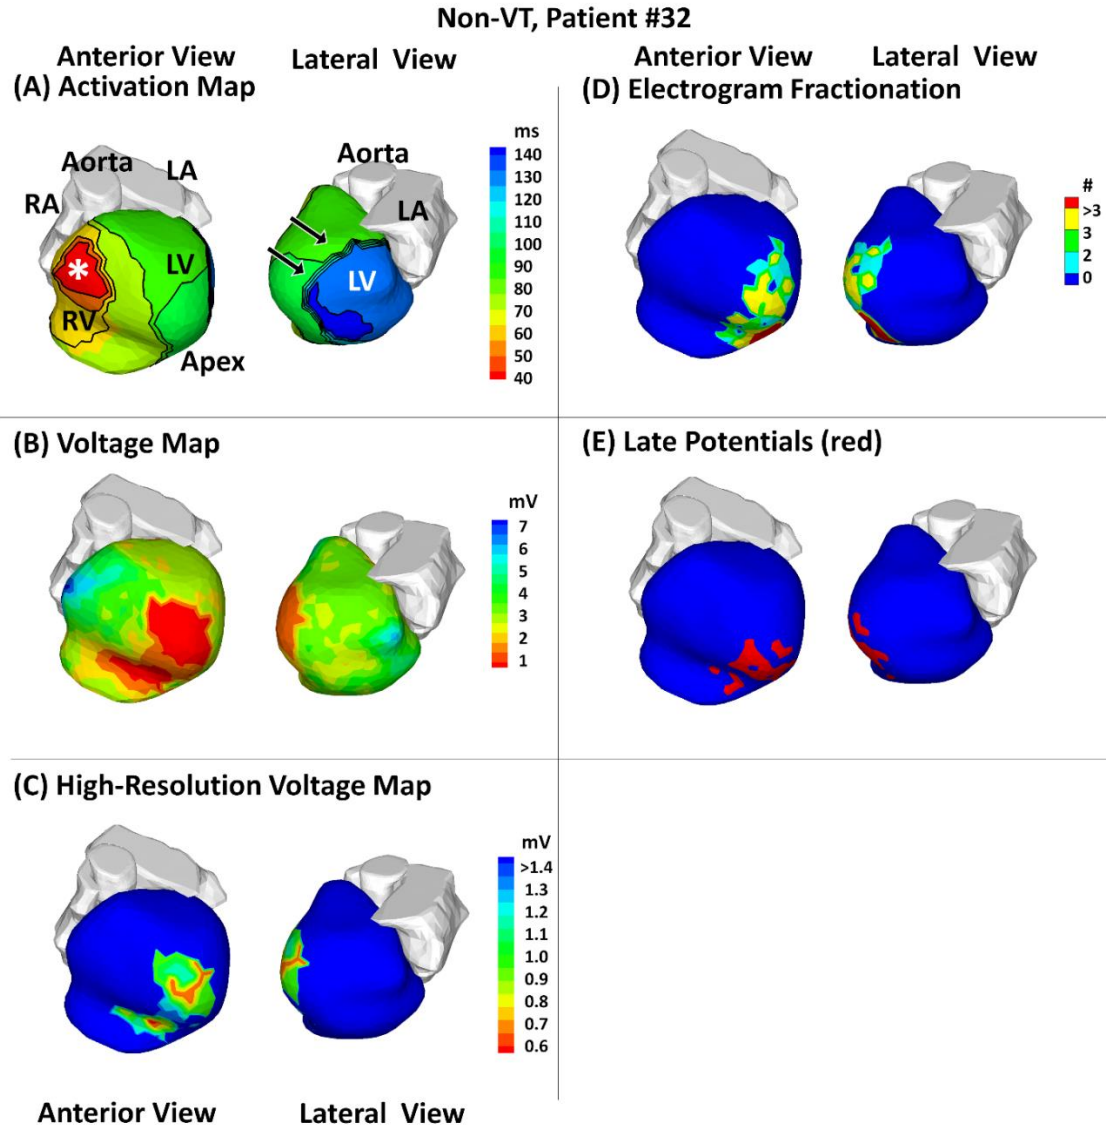 Non-VT, Patient #32
Anterior View Lateral View
(A) Activation Map
Aorta
LA
RA
*
LV
RV
Apex
Aorta
LA
LV
ms
140
130
120
110
100
90
80
70
60
50
40
Anterior View Lateral View
(D) Electrogram Fractionation
#
>3
3
2
0
(B) Voltage Map
mV
7
6
5
4
3
2
1
(E) Late Potentials (red)
(C) High-Resolution Voltage Map
mV
>1.4
1.3
1.2
1.1
1.0
0.9
0.8
0.7
0.6
Anterior View Lateral View